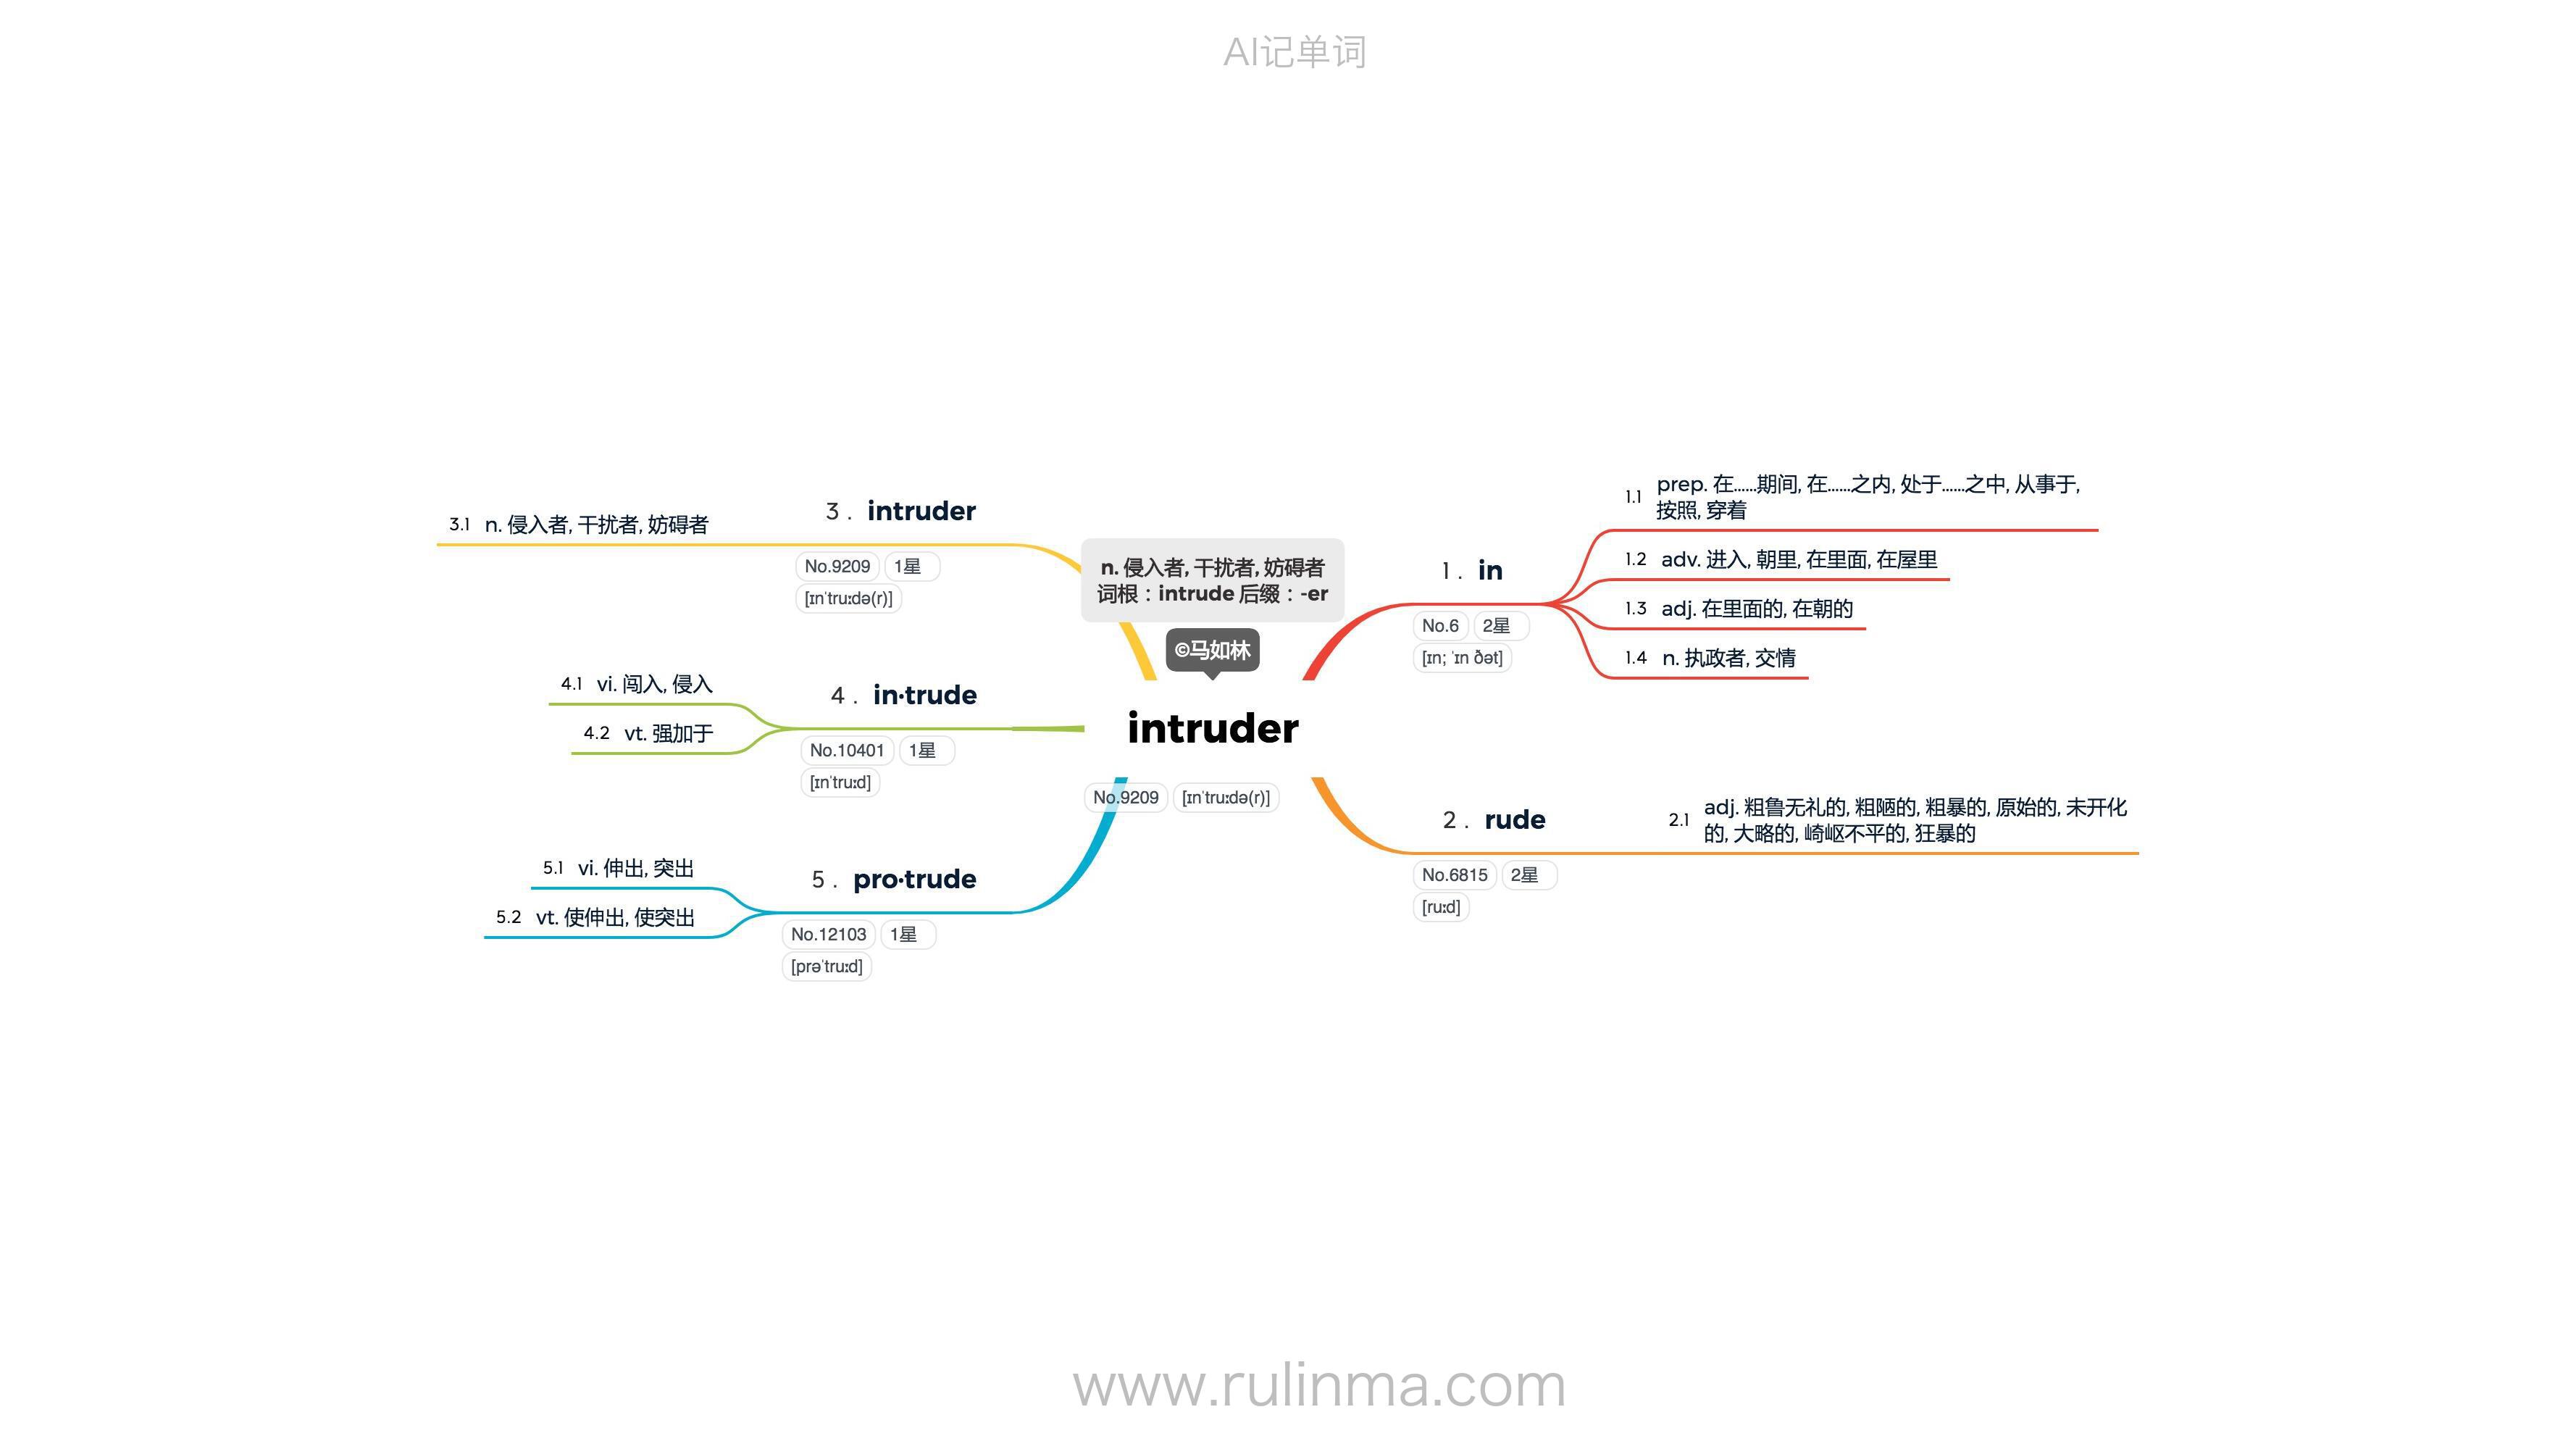 AI记单词
n. 侵入者, 干扰者, 妨碍者
词根：intrude 后缀：-er
©马如林
intruder
No.9209 [ɪnˈtruːdə(r)]
1. in
No.6 2星
[ɪn; ˈɪn ðət]
1.1 prep. 在……期间, 在……之内, 处于……之中, 从事于,
按照, 穿着
1.2 adv. 进入, 朝里, 在里面, 在屋里
1.3 adj. 在里面的, 在朝的
1.4 n. 执政者, 交情
2. rude
No.6815 2星
[ruːd]
2.1 adj. 粗鲁无礼的, 粗陋的, 粗暴的, 原始的, 未开化
的, 大略的, 崎岖不平的, 狂暴的
3. intruder
No.9209 1星
[ɪnˈtruːdə(r)]
3.1 n. 侵入者, 干扰者, 妨碍者
4. in·trude
No.10401 1星
[ɪnˈtruːd]
4.1 vi. 闯入, 侵入
4.2 vt. 强加于
5. pro·trude
No.12103 1星
[prəˈtruːd]
5.1 vi. 伸出, 突出
5.2 vt. 使伸出, 使突出
www.rulinma.com